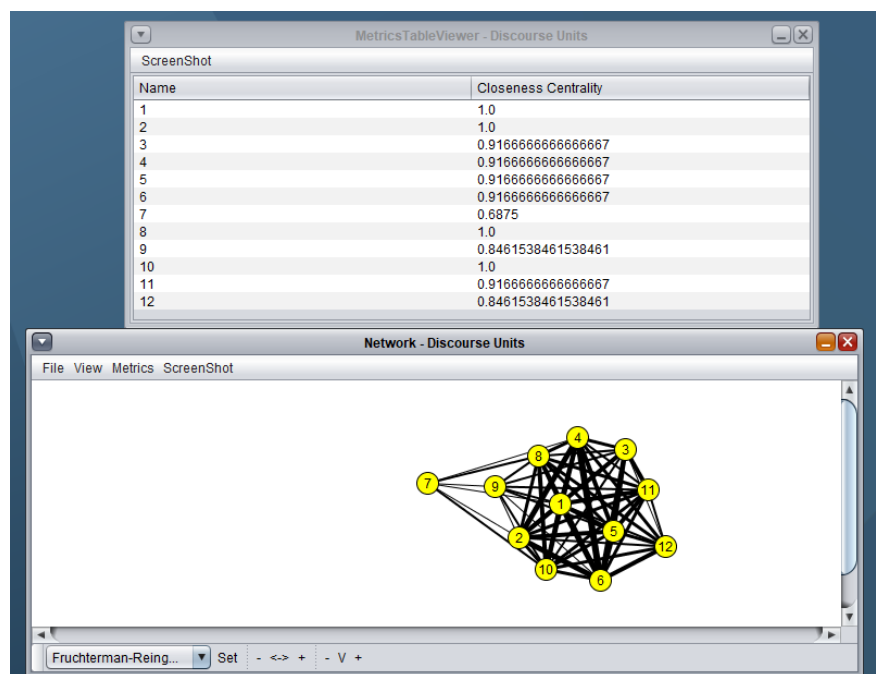 MetricsTableViewer - Discourse Units
ScreenShot
Name Closeness Centrality
1 1.0
2 1.0
3 0.9166666666666667
4 0.9166666666666667
5 0.9166666666666667
6 0.9166666666666667
7 0.6875
8 1.0
9 0.8461538461538461
10 1.0
11 0.9166666666666667
12 0.8461538461538461
Network - Discourse Units
File View Metrics ScreenShot
4
8 3
7 9 11
1
2 5 12
10 6
Fruchterman-Reing... Set - <-> + - V +